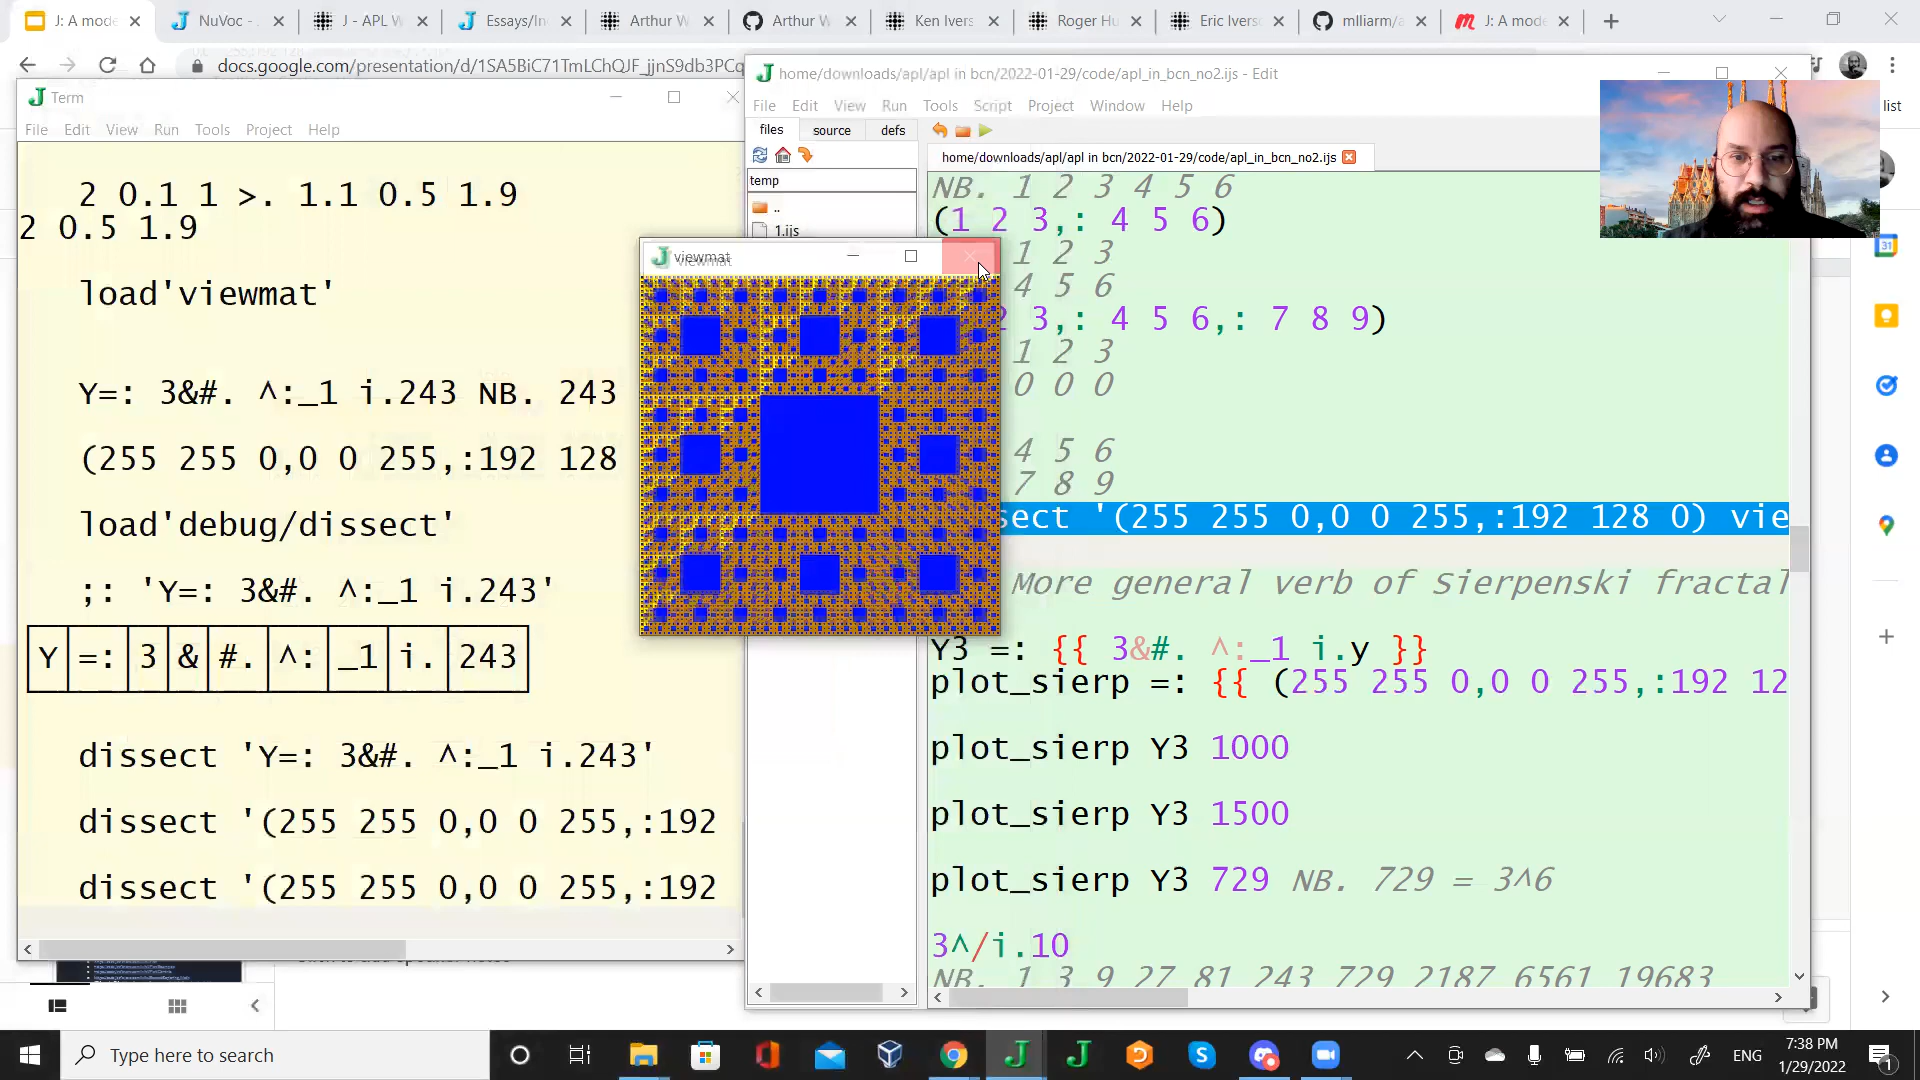 J: A mode
NuVoc - J
J - APL W
Essays/In
Arthur W
Arthur W
Ken Ivers
Roger Hu
Eric Iverso
mlliarm/a
J: A mode
docs.google.com/presentation/d/1SA5BiC71TmLChQJF_jjnS9db3PCq
list
Term
File Edit View Run Tools Project Help
2 0.1 1 >. 1.1 0.5 1.9
2 0.5 1.9
load'viewmat'
Y=: 3&#. ^:_1 i.243 NB. 243
(255 255 0,0 0 255,:192 128
load'debug/dissect'
;: 'Y=: 3&#. ^:_1 i.243'
Y =: 3 & #. ^: _1 i. 243
dissect 'Y=: 3&#. ^:_1 i.243'
dissect '(255 255 0,0 0 255,:192
dissect '(255 255 0,0 0 255,:192
home/downloads/apl/apl in bcn/2022-01-29/code/apl_in_bcn_no2.ijs - Edit
File Edit View Run Tools Script Project Window Help
files source defs
temp
..
1.ijs
viewmat
home/downloads/apl/apl in bcn/2022-01-29/code/apl_in_bcn_no2.ijs
NB. 1 2 3 4 5 6
(1 2 3,: 4 5 6)
1 2 3
4 5 6
2 3,: 4 5 6,: 7 8 9)
1 2 3
0 0 0
4 5 6
7 8 9
sect '(255 255 0,0 0 255,:192 128 0) vie
More general verb of Sierpenski fractal
Y3 =: {{ 3&#. ^:_1 i.y }}
plot_sierp =: {{ (255 255 0,0 0 255,:192 12
plot_sierp Y3 1000
plot_sierp Y3 1500
plot_sierp Y3 729 NB. 729 = 3^6
3^/i.10
NB. 1 3 9 27 81 243 729 2187 6561 19683
31
Type here to search
ENG
7:38 PM
1/29/2022
1